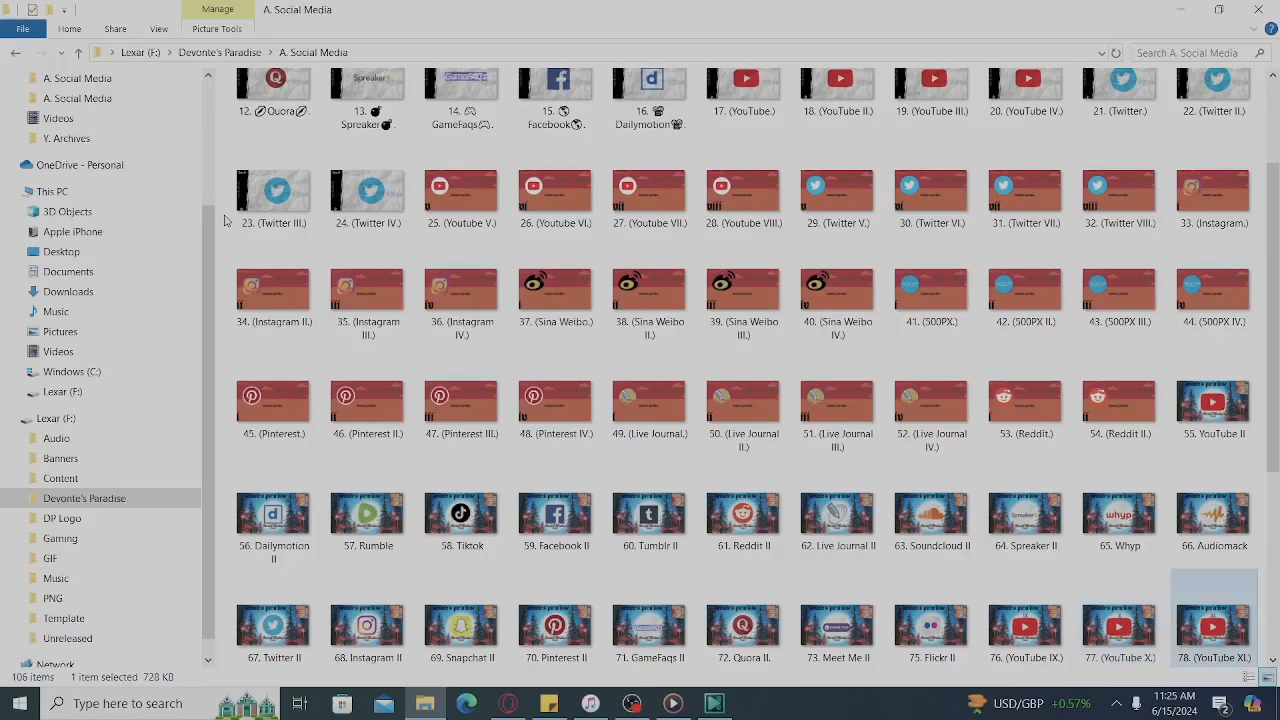 Manage
A. Social Media
File
Home
Share
View
Picture Tools
Lexar (F:)
Devonte's Paradise
A. Social Media
Search A. Social Media
A. Social Media
A. Social Media
Videos
Y. Archives
OneDrive - Personal
This PC
3D Objects
Apple iPhone
Desktop
Documents
Downloads
Music
Pictures
Videos
Windows (C:)
Lexar (F:)
Lexar (F:)
Audio
Banners
Content
Devonte's Paradise
DP Logo
Gaming
GIF
Music
PNG
Template
Unreleased
Network
12. 🏈Quora🏈.
13. 💣 Spreaker💣.
14. 🎮 GameFaqs🎮.
15. 🌎 Facebook🌎.
16. 📽 Dailymotion📽.
17. (YouTube.)
18. (YouTube II.)
19. (YouTube III.)
20. (YouTube IV.)
21. (Twitter.)
22. (Twitter II.)
23. (Twitter III.)
24. (Twitter IV.)
25. (Youtube V.)
26. (Youtube VI.)
27. (Youtube VII.)
28. (Youtube VIII.)
29. (Twitter V.)
30. (Twitter VI.)
31. (Twitter VII.)
32. (Twitter VIII.)
33. (Instagram.)
34. (Instagram II.)
35. (Instagram III.)
36. (Instagram IV.)
37. (Sina Weibo.)
38. (Sina Weibo II.)
39. (Sina Weibo III.)
40. (Sina Weibo IV.)
41. (500PX.)
42. (500PX II.)
43. (500PX III.)
44. (500PX IV.)
45. (Pinterest.)
46. (Pinterest II.)
47. (Pinterest III.)
48. (Pinterest IV.)
49. (Live Journal.)
50. (Live Journal II.)
51. (Live Journal III.)
52. (Live Journal IV.)
53. (Reddit.)
54. (Reddit II.)
55. YouTube II
56. Dailymotion II
57. Rumble
58. Tiktok
59. Facebook II
60. Tumblr II
61. Reddit II
62. Live Journal II
63. Soundcloud II
64. Spreaker II
65. Whyp
66. Audiomack
67. Twitter II
68. Instagram II
69. Snapchat II
70. Pinterest II
71. GameFaqs II
72. Quora II.
73. Meet Me II
75. Flickr II
76. (YouTube IX.)
77. (YouTube X.)
78. (YouTube XI.)
106 items
1 item selected 728 KB
Type here to search
USD/GBP +0.57%
11:25 AM
6/15/2024
2